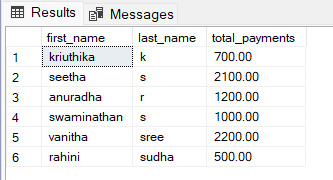 Results Messages
first_name last_name total_payments
1 kriuthika k 700.00
2 seetha s 2100.00
3 anuradha r 1200.00
4 swaminathan s 1000.00
5 vanitha sree 2200.00
6 rahini sudha 500.00